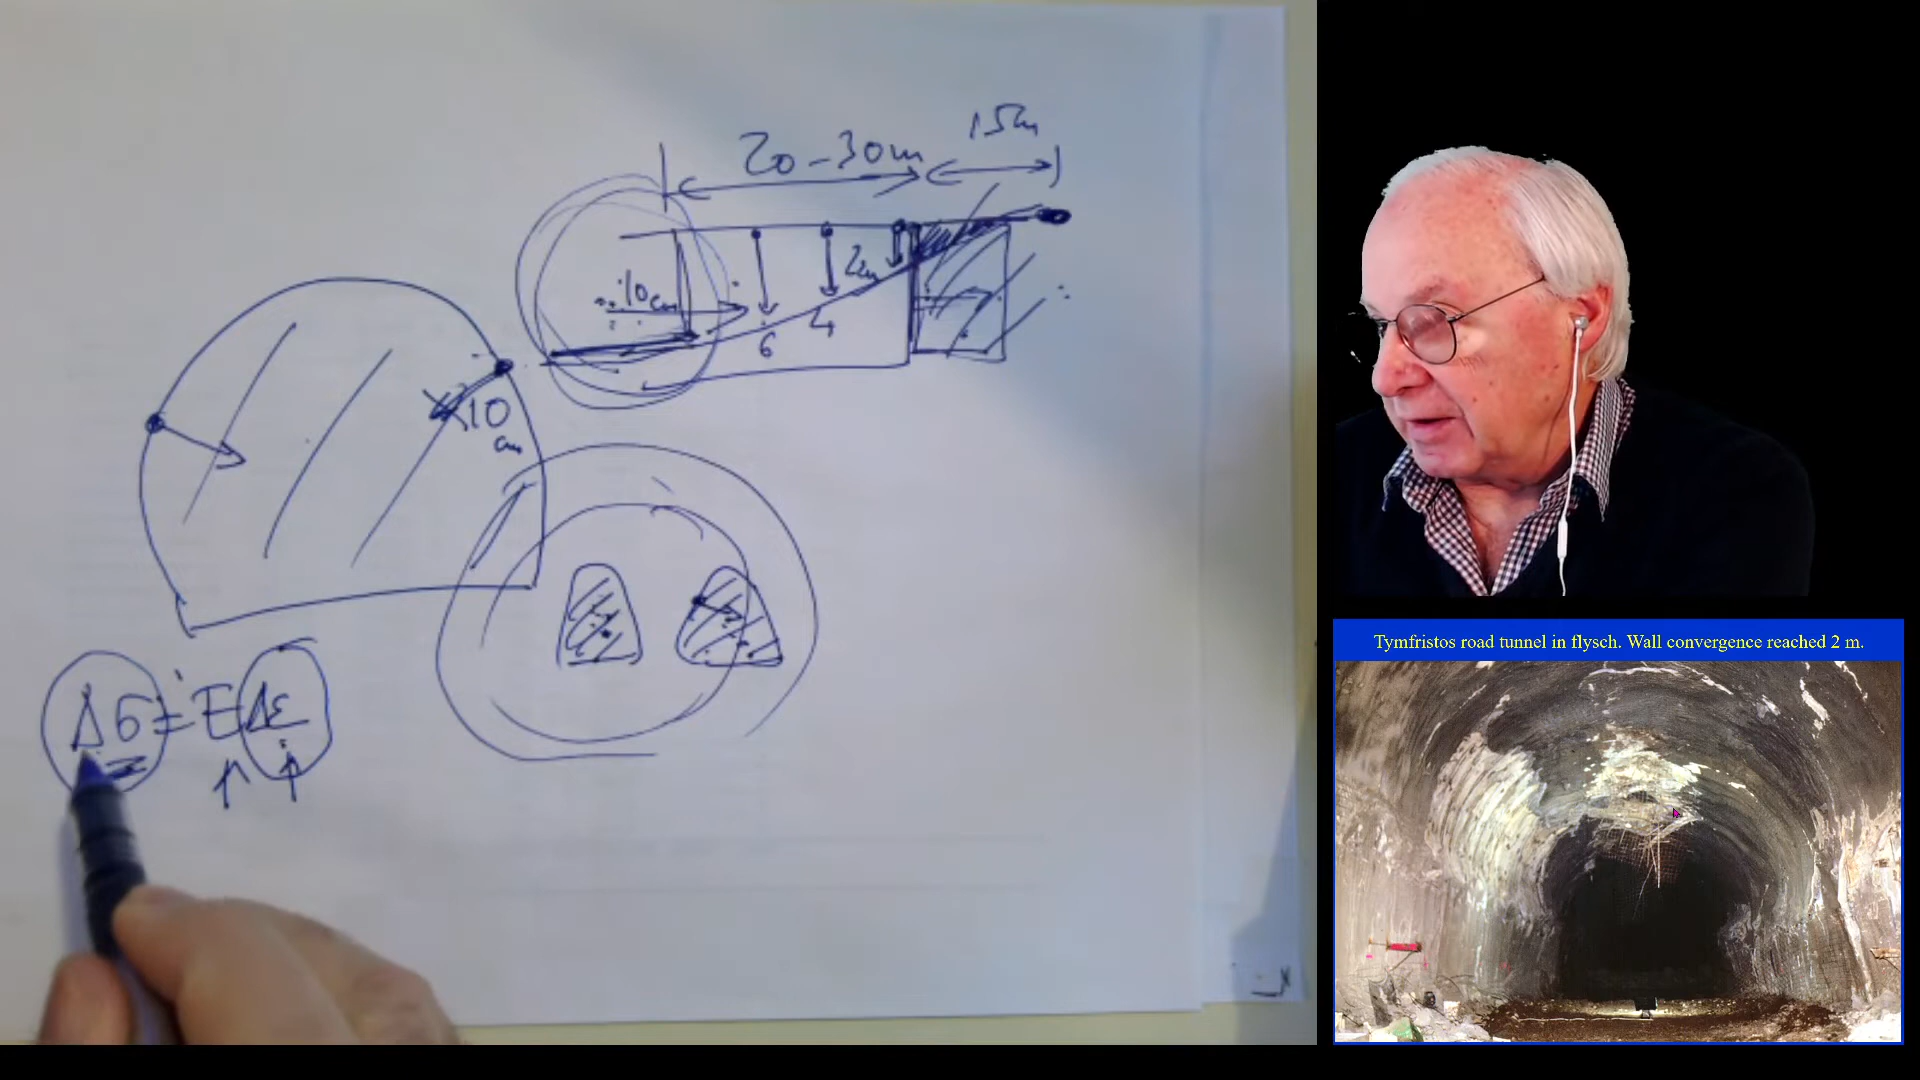 15m
20-30m
10cm
2m
6
4
10
cm
Δσ = E Δε
Tymfristos road tunnel in flysch. Wall convergence reached 2 m.